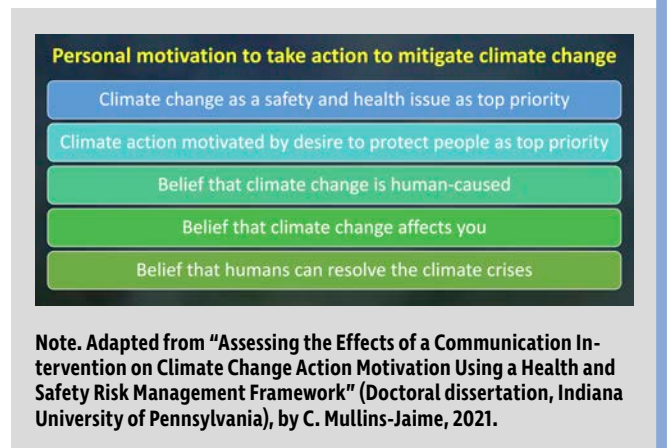 Personal motivation to take action to mitigate climate change
Climate change as a safety and health issue as top priority
Climate action motivated by desire to protect people as top priority
Belief that climate change is human-caused
Belief that climate change affects you
Belief that humans can resolve the climate crises
Note. Adapted from “Assessing the Effects of a Communication In-
tervention on Climate Change Action Motivation Using a Health and
Safety Risk Management Framework” (Doctoral dissertation, Indiana
University of Pennsylvania), by C. Mullins-Jaime, 2021.